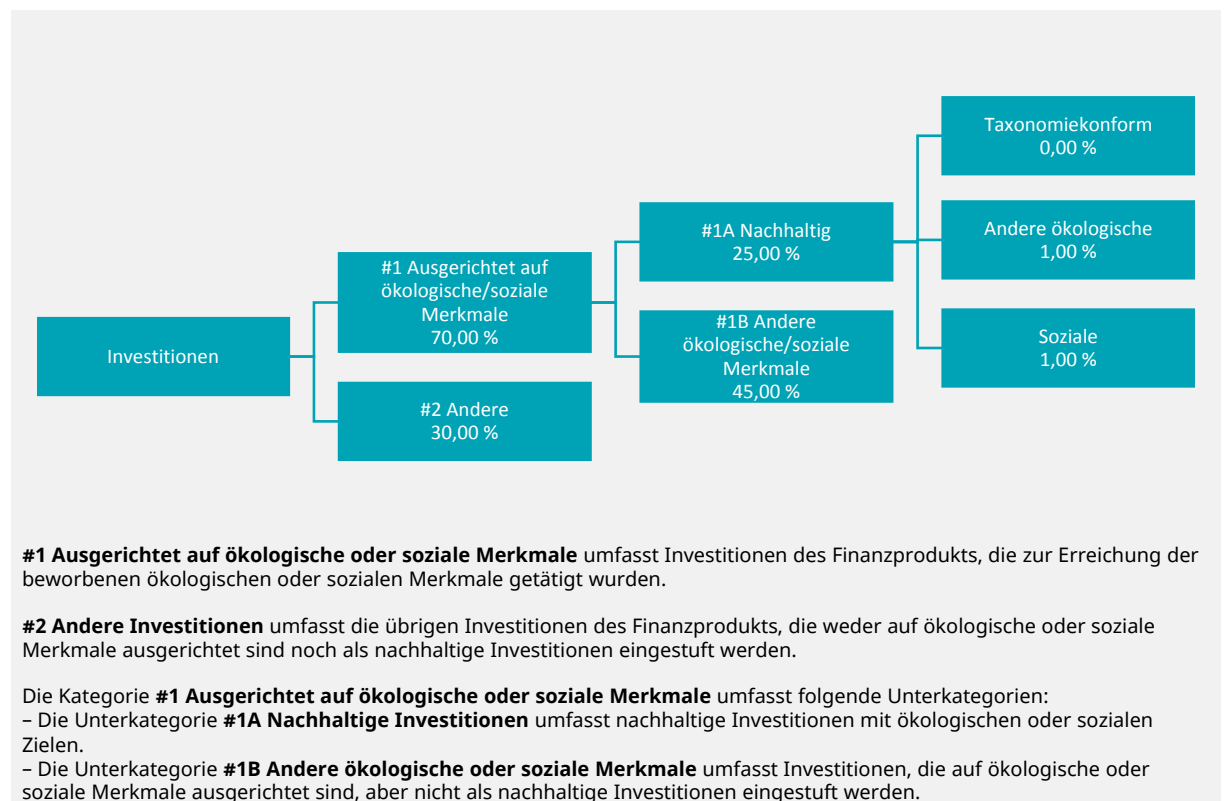 Taxonomiekonform
0,00 %
#1A Nachhaltig
25,00 %
Andere ökologische
1,00 %
#1 Ausgerichtet auf
ökologische/soziale
Merkmale
70,00 %
Investitionen
#1B Andere
ökologische/soziale
Merkmale
45,00 %
Soziale
1,00 %
#2 Andere
30,00 %
#1 Ausgerichtet auf ökologische oder soziale Merkmale umfasst Investitionen des Finanzprodukts, die zur Erreichung der
beworbenen ökologischen oder sozialen Merkmale getätigt wurden.
#2 Andere Investitionen umfasst die übrigen Investitionen des Finanzprodukts, die weder auf ökologische oder soziale
Merkmale ausgerichtet sind noch als nachhaltige Investitionen eingestuft werden.
Die Kategorie #1 Ausgerichtet auf ökologische oder soziale Merkmale umfasst folgende Unterkategorien:
– Die Unterkategorie #1A Nachhaltige Investitionen umfasst nachhaltige Investitionen mit ökologischen oder sozialen
Zielen.
– Die Unterkategorie #1B Andere ökologische oder soziale Merkmale umfasst Investitionen, die auf ökologische oder
soziale Merkmale ausgerichtet sind, aber nicht als nachhaltige Investitionen eingestuft werden.